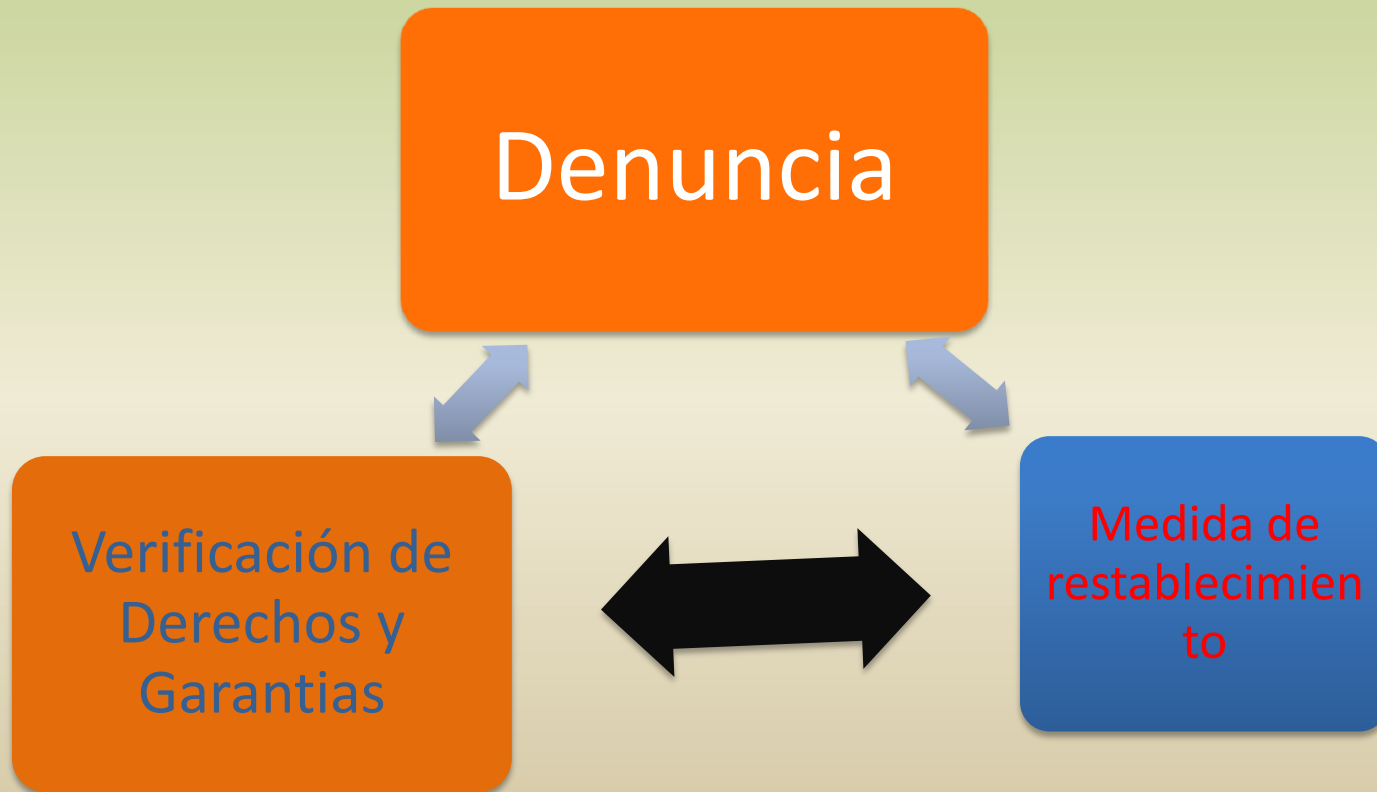 Denuncia
Verificación de
Derechos y
Garantias
Medida de
restablecimien
to